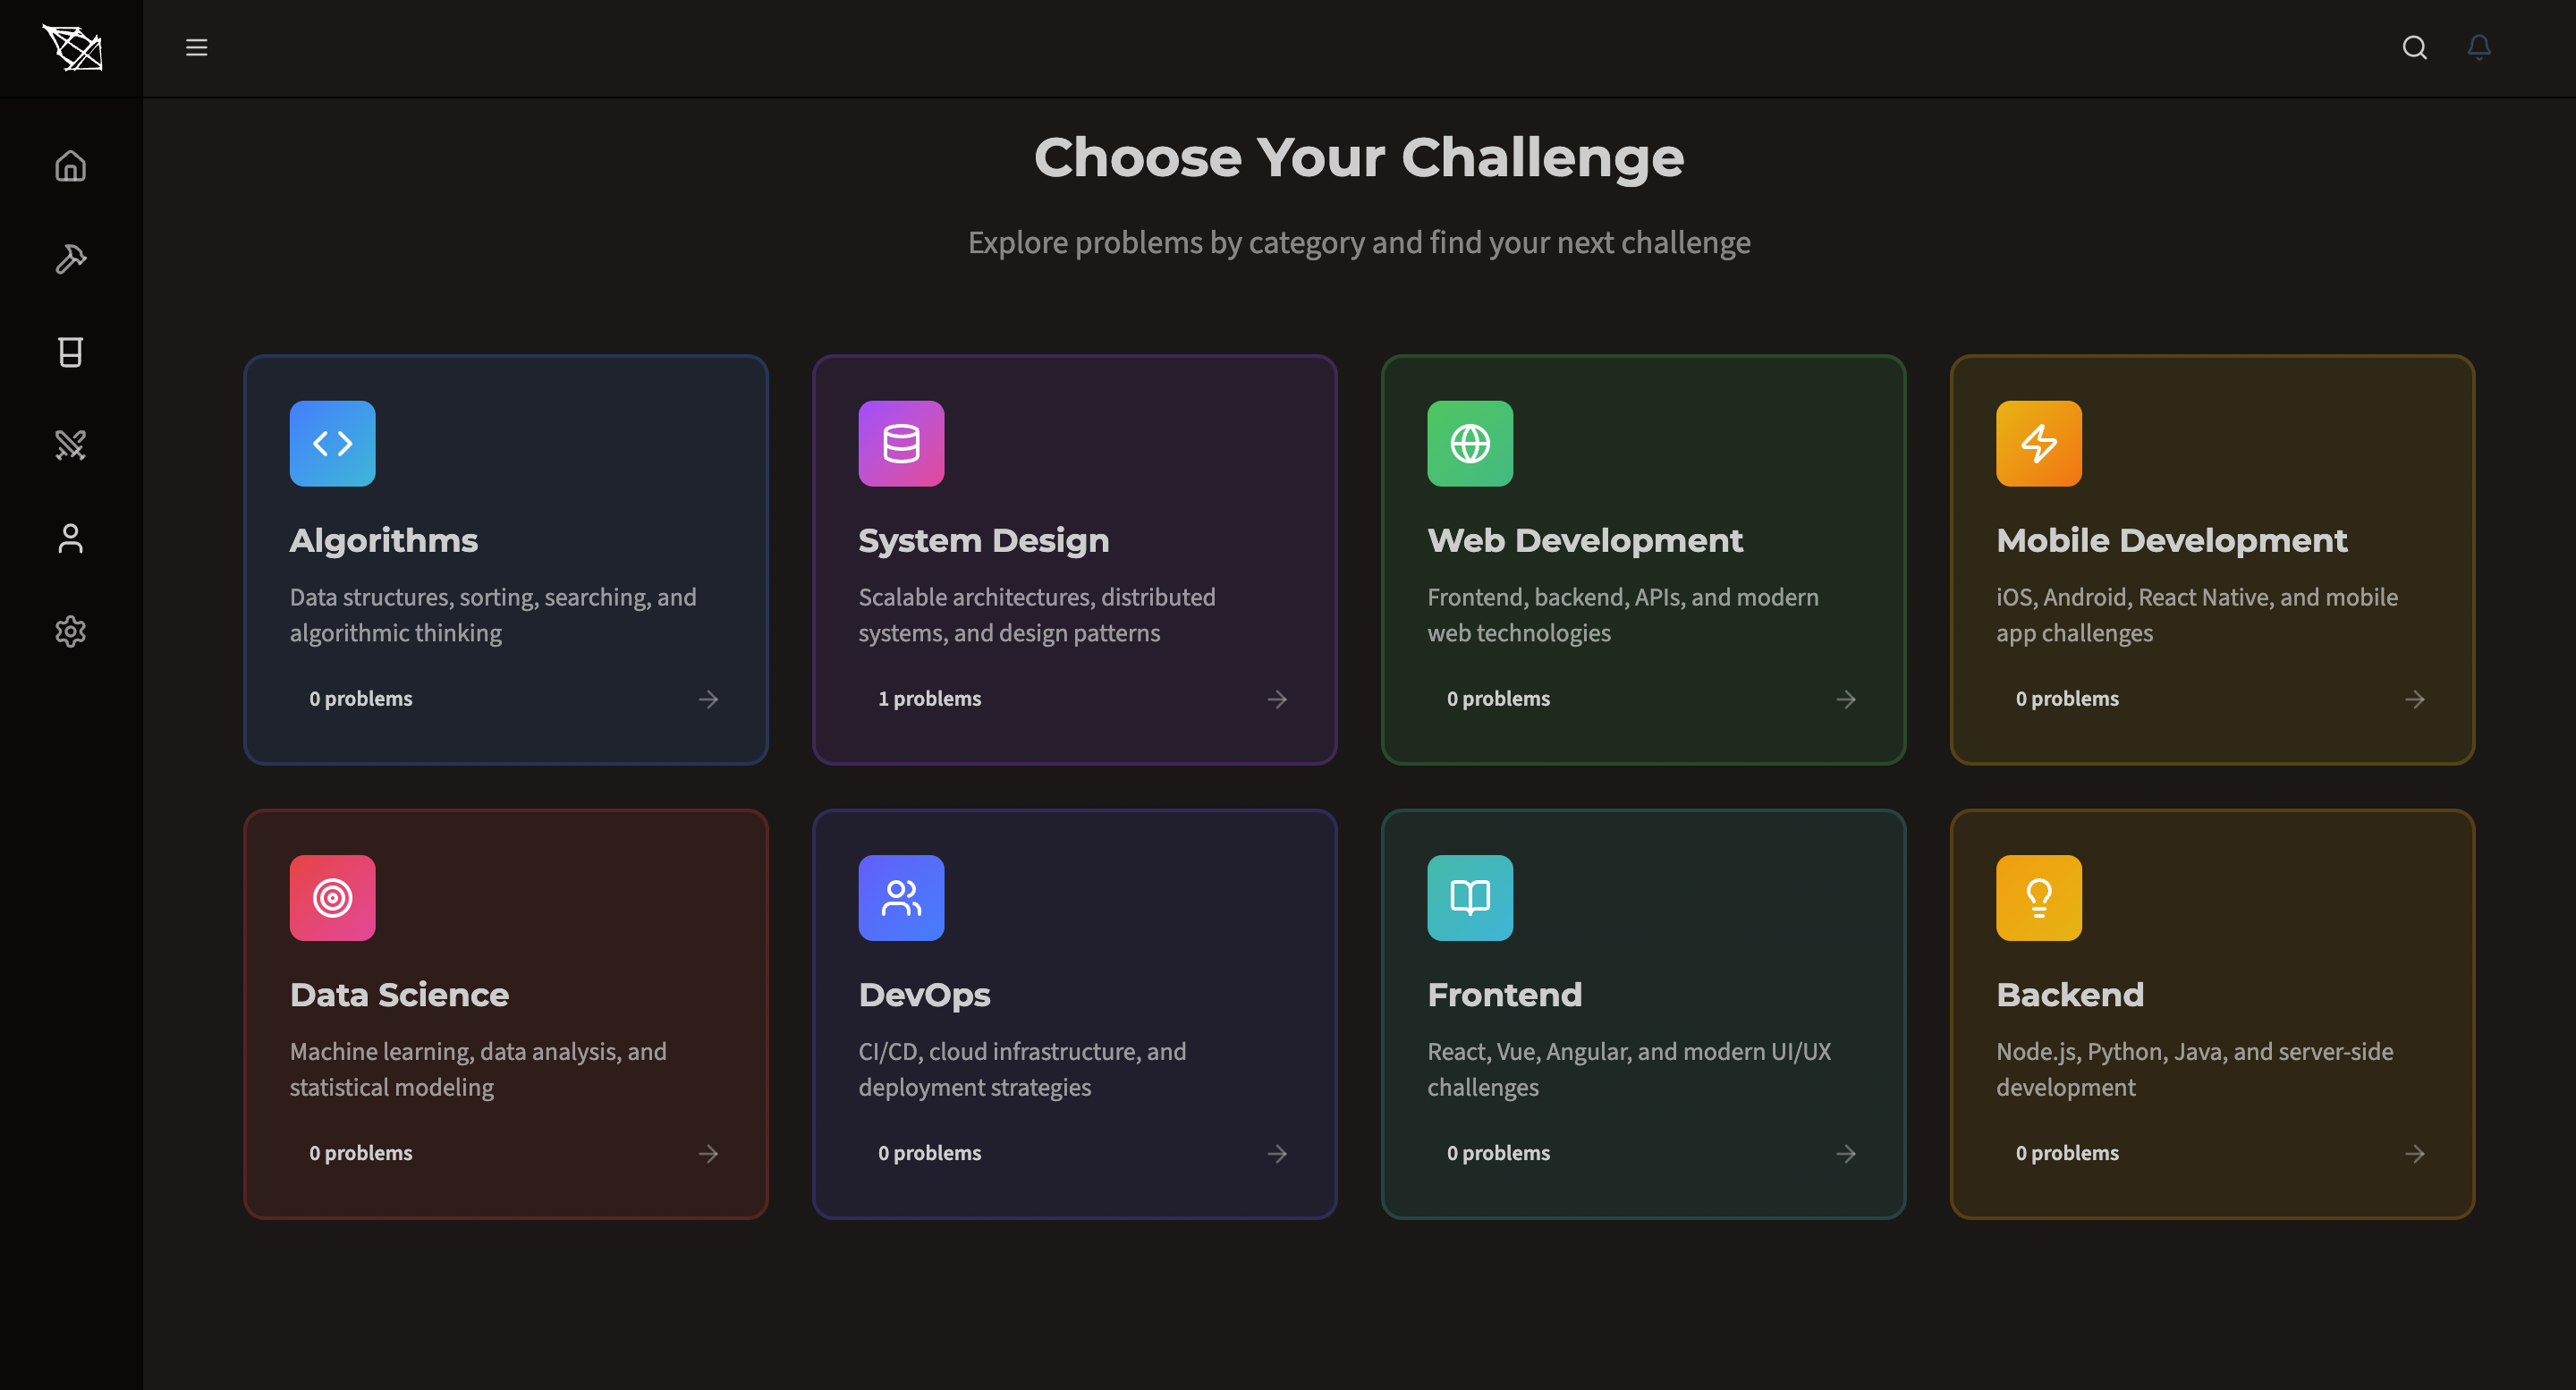 Choose Your Challenge
Explore problems by category and find your next challenge
Algorithms
Data structures, sorting, searching, and
algorithmic thinking
0 problems
System Design
Scalable architectures, distributed
systems, and design patterns
1 problems
Web Development
Frontend, backend, APIs, and modern
web technologies
0 problems
Mobile Development
iOS, Android, React Native, and mobile
app challenges
0 problems
Data Science
Machine learning, data analysis, and
statistical modeling
0 problems
DevOps
CI/CD, cloud infrastructure, and
deployment strategies
0 problems
Frontend
React, Vue, Angular, and modern UI/UX
challenges
0 problems
Backend
Node.js, Python, Java, and server-side
development
0 problems